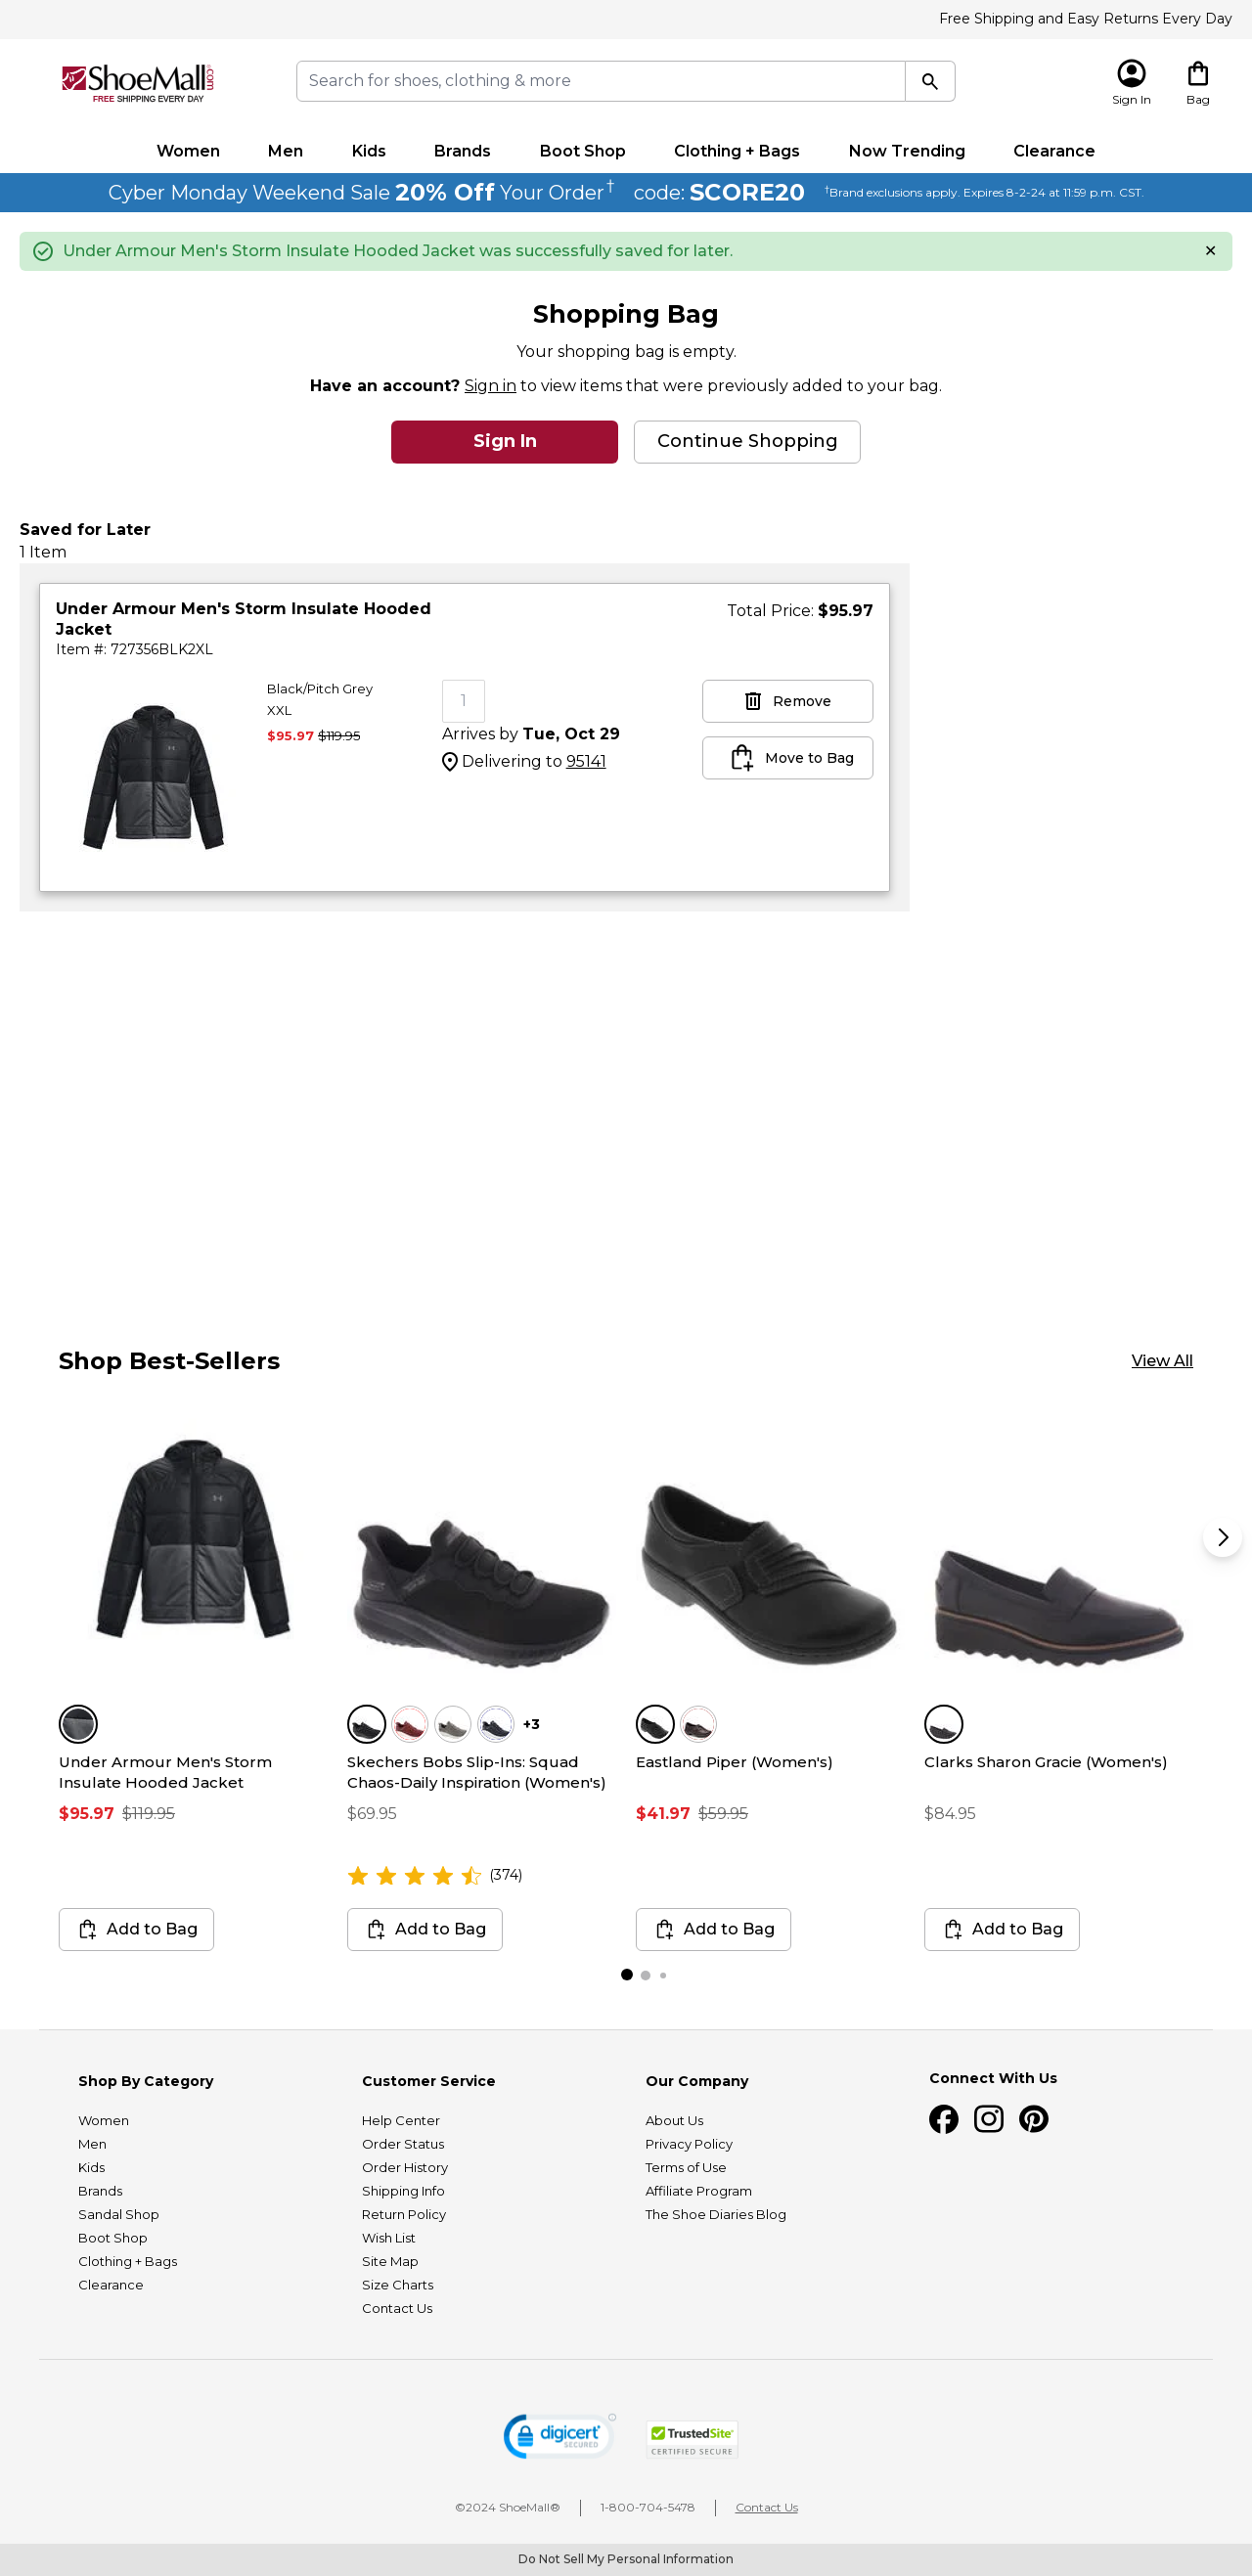 Free Shipping and Easy Returns Every Day
ShoeMall.com
FREE SHIPPING EVERY DAY
Search for shoes, clothing & more
Sign In
Bag
Women
Men
Kids
Brands
Boot Shop
Clothing + Bags
Now Trending
Clearance
Cyber Monday Weekend Sale 20% Off Your Order† code: SCORE20 †Brand exclusions apply. Expires 8-2-24 at 11:59 p.m. CST.
Under Armour Men's Storm Insulate Hooded Jacket was successfully saved for later.
Shopping Bag
Your shopping bag is empty.
Have an account? Sign in to view items that were previously added to your bag.
Sign In
Continue Shopping
Saved for Later
1 Item
Under Armour Men's Storm Insulate Hooded
Jacket
Item #: 727356BLK2XL
Total Price: $95.97
Black/Pitch Grey
XXL
$95.97 $119.95
1
Arrives by Tue, Oct 29
Delivering to 95141
Remove
Move to Bag
Shop Best-Sellers
View All
+3
Under Armour Men's Storm
Insulate Hooded Jacket
$95.97 $119.95
Add to Bag
Skechers Bobs Slip-Ins: Squad
Chaos-Daily Inspiration (Women's)
$69.95
(374)
Add to Bag
Eastland Piper (Women's)
$41.97 $59.95
Add to Bag
Clarks Sharon Gracie (Women's)
$84.95
Add to Bag
Shop By Category
Women
Men
Kids
Brands
Sandal Shop
Boot Shop
Clothing + Bags
Clearance
Customer Service
Help Center
Order Status
Order History
Shipping Info
Return Policy
Wish List
Site Map
Size Charts
Contact Us
Our Company
About Us
Privacy Policy
Terms of Use
Affiliate Program
The Shoe Diaries Blog
Connect With Us
digicert
SECURED
TrustedSite
CERTIFIED SECURE
©2024 ShoeMall®
1-800-704-5478
Contact Us
Do Not Sell My Personal Information